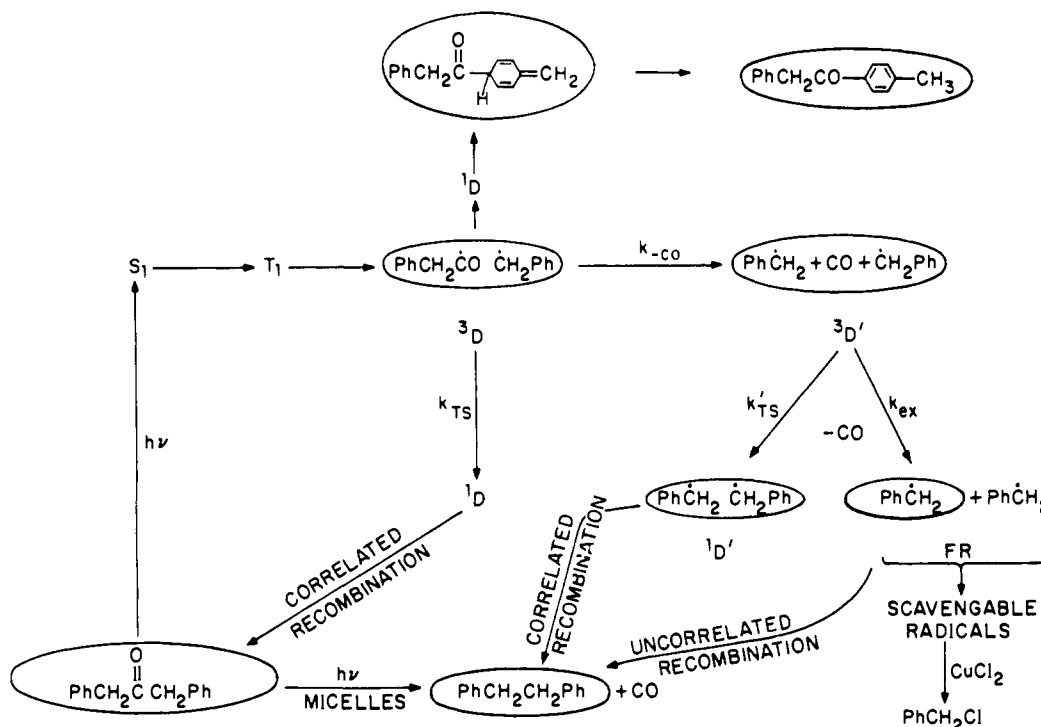 O
PhCH2 C CH2
H
PhCH2CO CH3
1D
S1 T1 PhCH2ĊO ĊH2Ph k-CO PhĊH2 + CO + ĊH2Ph
3D 3D′
kTS k′TS kex
hν −CO
1D PhĊH2 ĊH2Ph PhĊH2 + PhĊH2
1D′ FR
CORRELATED
RECOMBINATION
CORRELATED
RECOMBINATION
SCAVENGABLE
RADICALS
UNCORRELATED
RECOMBINATION
CuCl2
O
PhCH2C CH2Ph
hν
MICELLES
PhCH2CH2Ph + CO
PhCH2Cl